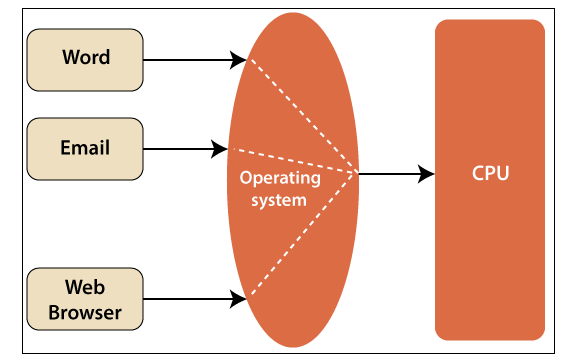 Word
Email
Operating
system
CPU
Web
Browser